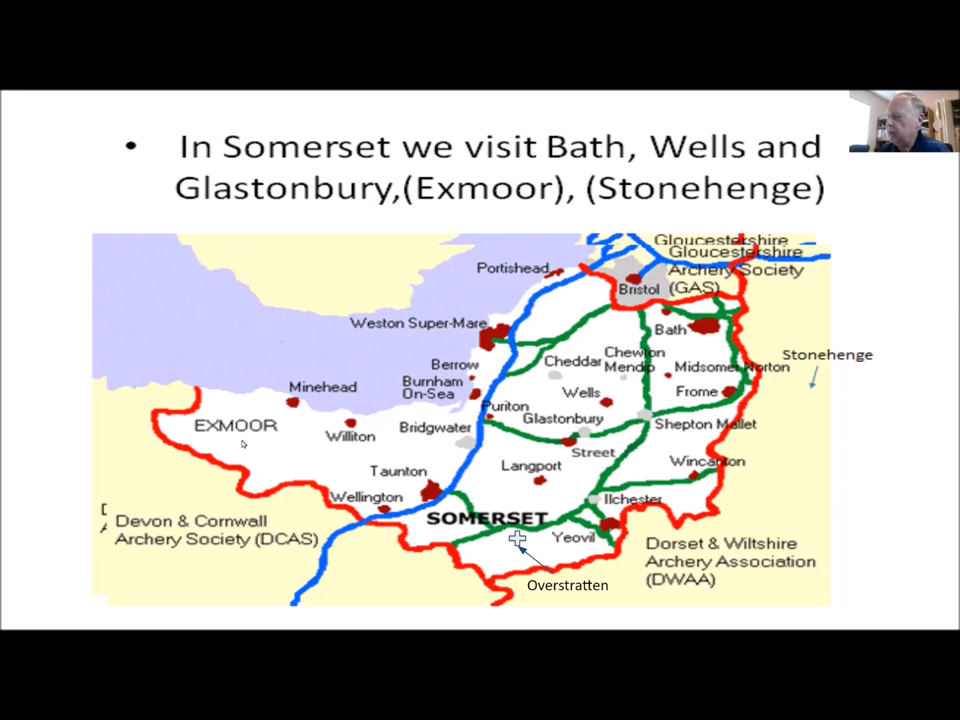 • In Somerset we visit Bath, Wells and
Glastonbury,(Exmoor), (Stonehenge)
Gloucestershire
Gloucestershire
Archery Society
(GAS)
Portishead
Bristol
Weston Super-Mare
Bath
Stonehenge
Berrow
Cheddar
Chewton
Mendip
Midsomer Norton
Minehead
Burnham
On-Sea
Wells
Frome
Puriton
EXMOOR
Williton
Bridgwater
Glastonbury
Shepton Mallet
Street
Taunton
Langport
Wincanton
Wellington
Ilchester
SOMERSET
Devon & Cornwall
Archery Society (DCAS)
Yeovil
Dorset & Wiltshire
Archery Association
(DWAA)
Overstratten